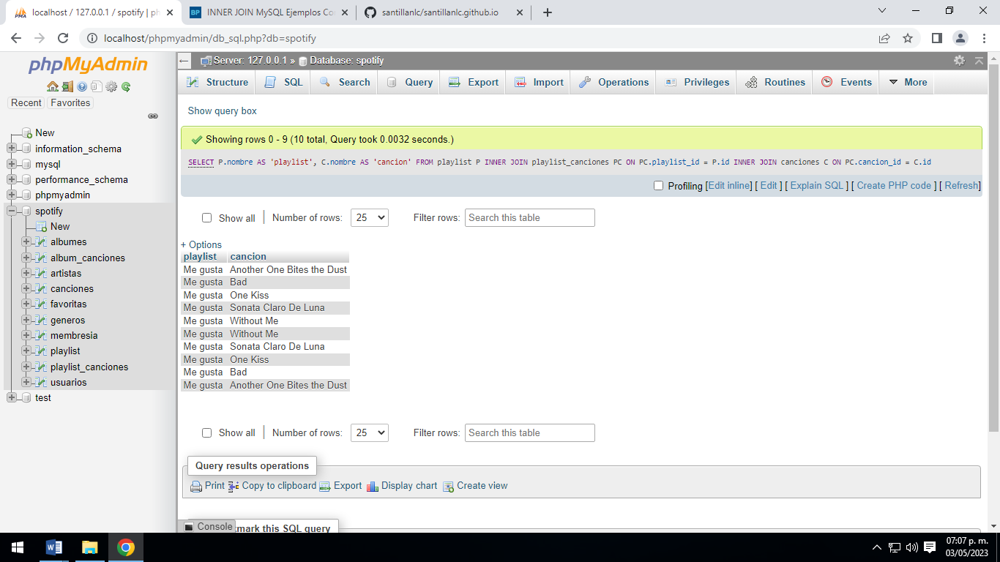 localhost / 127.0.0.1 / spotify | p
INNER JOIN MySQL Ejemplos Co
santillanlc/santillanlc.github.io
localhost/phpmyadmin/db_sql.php?db=spotify
phpMyAdmin
Recent Favorites
New
information_schema
mysql
performance_schema
phpmyadmin
spotify
New
albumes
album_canciones
artistas
canciones
favoritas
generos
membresia
playlist
playlist_canciones
usuarios
test
Server: 127.0.0.1 » Database: spotify
Structure SQL Search Query Export Import Operations Privileges Routines Events More
Show query box
Showing rows 0 - 9 (10 total, Query took 0.0032 seconds.)
SELECT P.nombre AS 'playlist', C.nombre AS 'cancion' FROM playlist P INNER JOIN playlist_canciones PC ON PC.playlist_id = P.id INNER JOIN canciones C ON PC.cancion_id = C.id
Profiling [Edit inline] [ Edit ] [ Explain SQL ] [ Create PHP code ] [ Refresh]
Show all | Number of rows: 25 Filter rows: Search this table
+ Options
playlist cancion
Me gusta Another One Bites the Dust
Me gusta Bad
Me gusta One Kiss
Me gusta Sonata Claro De Luna
Me gusta Without Me
Me gusta Without Me
Me gusta Sonata Claro De Luna
Me gusta One Kiss
Me gusta Bad
Me gusta Another One Bites the Dust
Show all | Number of rows: 25 Filter rows: Search this table
Query results operations
Print Copy to clipboard Export Display chart Create view
Console
mark this SQL query
07:07 p. m.
03/05/2023